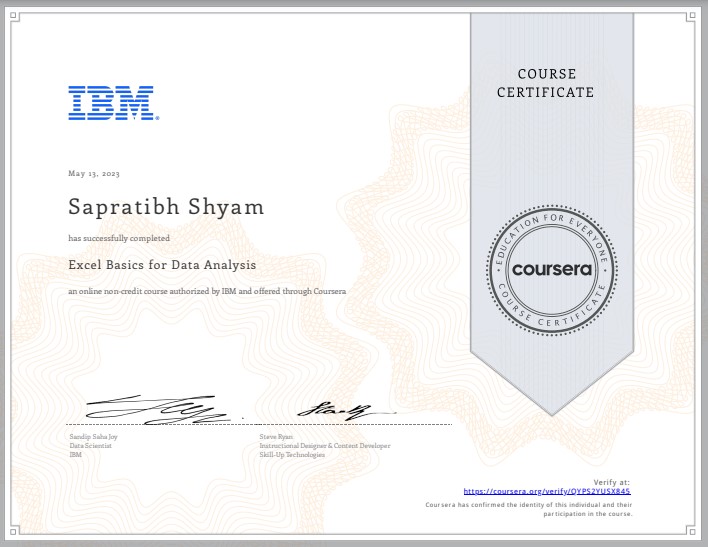 COURSE
CERTIFICATE
IBM
May 13, 2023
Sapratibh Shyam
has successfully completed
Excel Basics for Data Analysis
an online non-credit course authorized by IBM and offered through Coursera
EDUCATION FOR EVERYONE
coursera
COURSE CERTIFICATE
Sandip Saha Joy
Data Scientist
IBM
Steve Ryan
Instructional Designer & Content Developer
Skill-Up Technologies
Verify at:
https://coursera.org/verify/QYPS2YUSX845
Coursera has confirmed the identity of this individual and their
participation in the course.